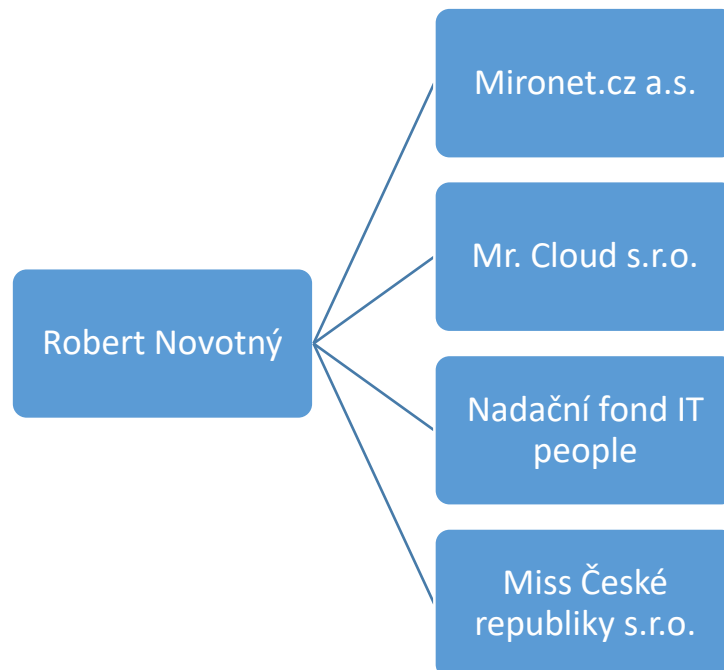 Mironet.cz a.s.
Mr. Cloud s.r.o.
Robert Novotný
Nadační fond IT
people
Miss České
republiky s.r.o.